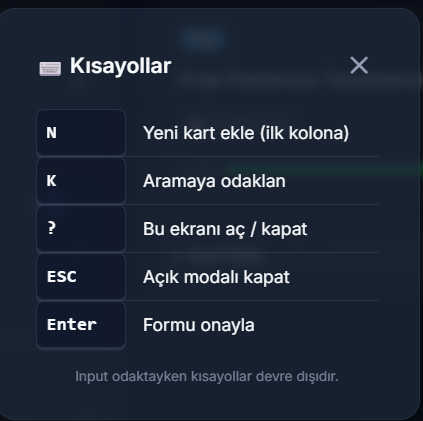 Kısayollar
N Yeni kart ekle (ilk kolona)
K Aramaya odaklan
? Bu ekranı aç / kapat
ESC Açık modalı kapat
Enter Formu onayla
Input odaktayken kısayollar devre dışıdır.